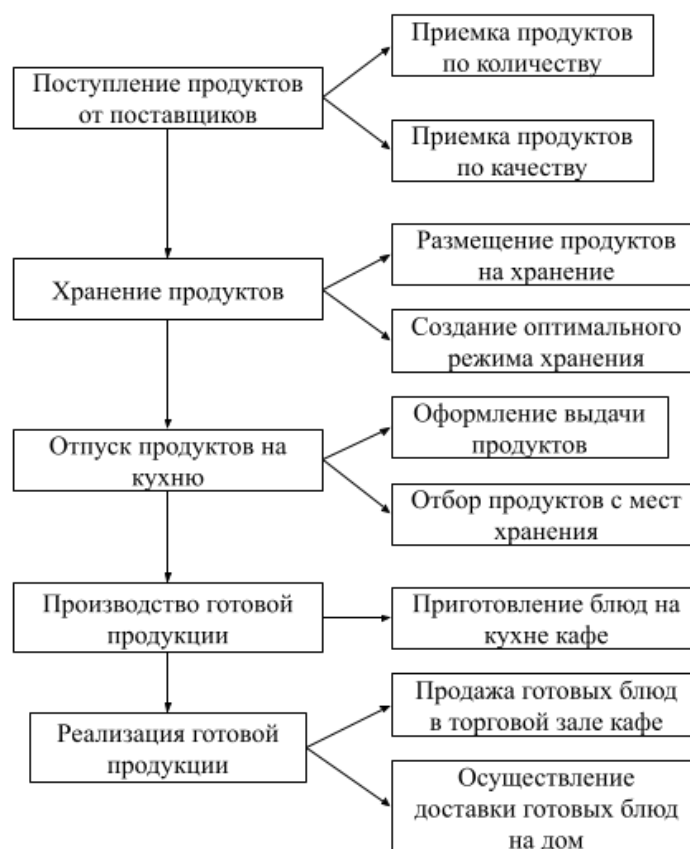 Приемка продуктов
по количеству
Поступление продуктов
от поставщиков
Приемка продуктов
по качеству
Размещение продуктов
на хранение
Хранение продуктов
Создание оптимального
режима хранения
Оформление выдачи
продуктов
Отпуск продуктов на
кухню
Отбор продуктов с мест
хранения
Производство готовой
продукции
Приготовление блюд на
кухне кафе
Продажа готовых блюд
в торговой зале кафе
Реализация готовой
продукции
Осуществление
доставки готовых блюд
на дом